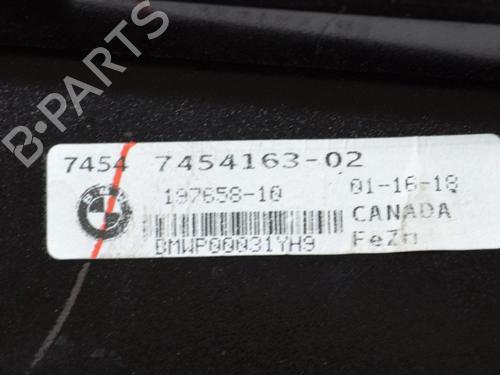 B-PARTS
7454 7454163-02
197658-10 01-16-18
CANADA
BMWP00031YH9 FeZn